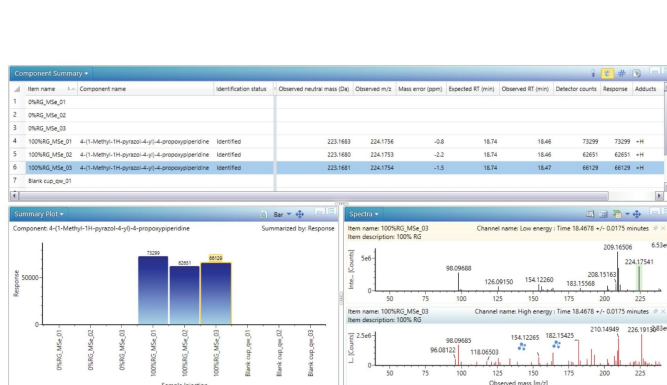 Component Summary
Item name Component name Identification status Observed neutral mass (Da) Observed m/z Mass error (ppm) Expected RT (min) Observed RT (min) Detector counts Response Adducts
1 0%RG_MSe_01
2 0%RG_MSe_02
3 0%RG_MSe_03
4 100%RG_MSe_01 4-(1-Methyl-1H-pyrazol-4-yl)-4-propoxypiperidine Identified 223.1683 224.1756 -0.8 18.74 18.46 73299 73299 +H
5 100%RG_MSe_02 4-(1-Methyl-1H-pyrazol-4-yl)-4-propoxypiperidine Identified 223.1680 224.1753 -2.2 18.74 18.46 62651 62651 +H
6 100%RG_MSe_03 4-(1-Methyl-1H-pyrazol-4-yl)-4-propoxypiperidine Identified 223.1681 224.1754 -1.5 18.74 18.47 66129 66129 +H
7 Blank cup_qw_01
Summary Plot
Bar
Component: 4-(1-Methyl-1H-pyrazol-4-yl)-4-propoxypiperidine Summarized by: Response
Response
50000
0
73299
62651
66129
0%RG_MSe_01
0%RG_MSe_02
0%RG_MSe_03
100%RG_MSe_01
100%RG_MSe_02
100%RG_MSe_03
Blank cup_qw_01
Blank cup_qw_02
Blank cup_qw_03
Sample Injection
Spectra
Item name: 100%RG_MSe_03 Channel name: Low energy : Time 18.4678 +/- 0.0175 minutes
Item description: 100% RG
Inte... [Counts]
5e6
0
98.09688
126.09150
154.12260
183.15568
208.15163
209.16506
224.17541
50 75 100 125 150 175 200 225
Item name: 100%RG_MSe_03 Channel name: High energy : Time 18.4678 +/- 0.0175 minutes
Item description: 100% RG
I... [Counts]
2.5e6
0
96.08122
98.09685
118.06503
154.12265
182.15425
210.14949
50 75 100 125 150 175 200 225
Observed mass [m/z]